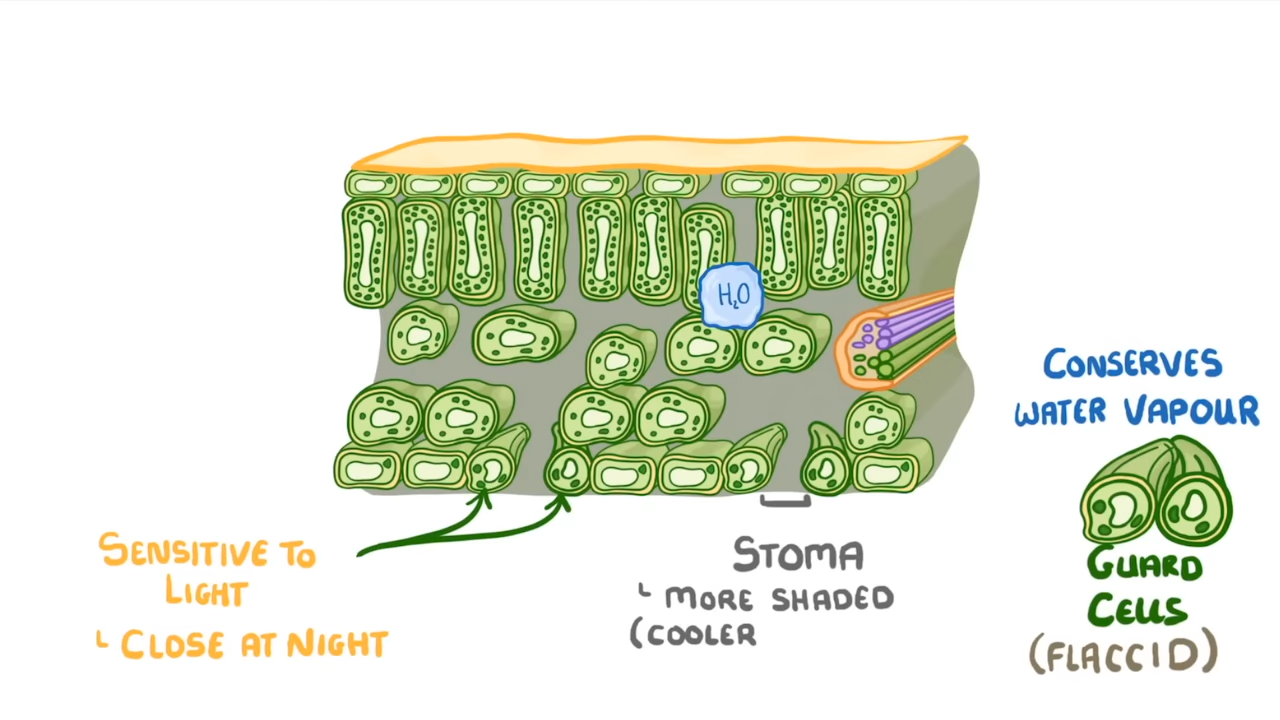 H₂O
CONSERVES
WATER VAPOUR
SENSITIVE TO
LIGHT
└ CLOSE AT NIGHT
STOMA
└ MORE SHADED
(COOLER
GUARD
CELLS
(FLACCID)